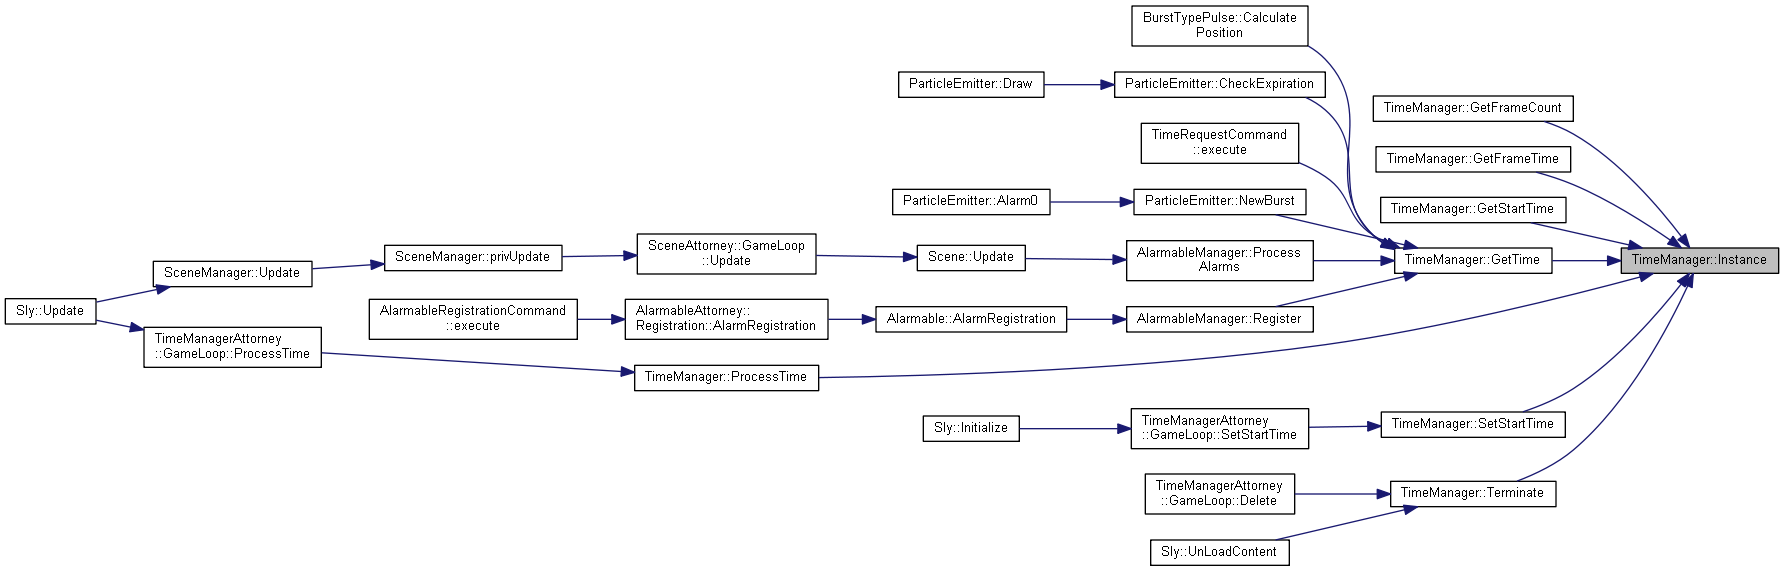 BurstTypePulse::Calculate
Position
ParticleEmitter::Draw
ParticleEmitter::CheckExpiration
TimeManager::GetFrameCount
TimeRequestCommand
::execute
TimeManager::GetFrameTime
ParticleEmitter::Alarm0
ParticleEmitter::NewBurst
TimeManager::GetStartTime
SceneManager::Update
SceneManager::privUpdate
SceneAttorney::GameLoop
::Update
Scene::Update
AlarmableManager::Process
Alarms
TimeManager::GetTime
TimeManager::Instance
Sly::Update
AlarmableRegistrationCommand
::execute
AlarmableAttorney::
Registration::AlarmRegistration
Alarmable::AlarmRegistration
AlarmableManager::Register
TimeManagerAttorney
::GameLoop::ProcessTime
TimeManager::ProcessTime
Sly::Initialize
TimeManagerAttorney
::GameLoop::SetStartTime
TimeManager::SetStartTime
TimeManagerAttorney
::GameLoop::Delete
TimeManager::Terminate
Sly::UnLoadContent